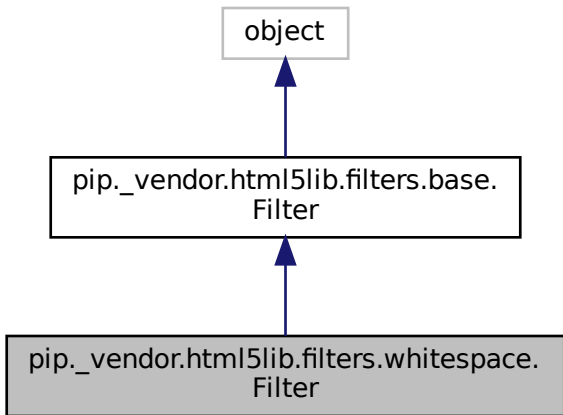 object
pip._vendor.html5lib.filters.base.
Filter
pip._vendor.html5lib.filters.whitespace.
Filter